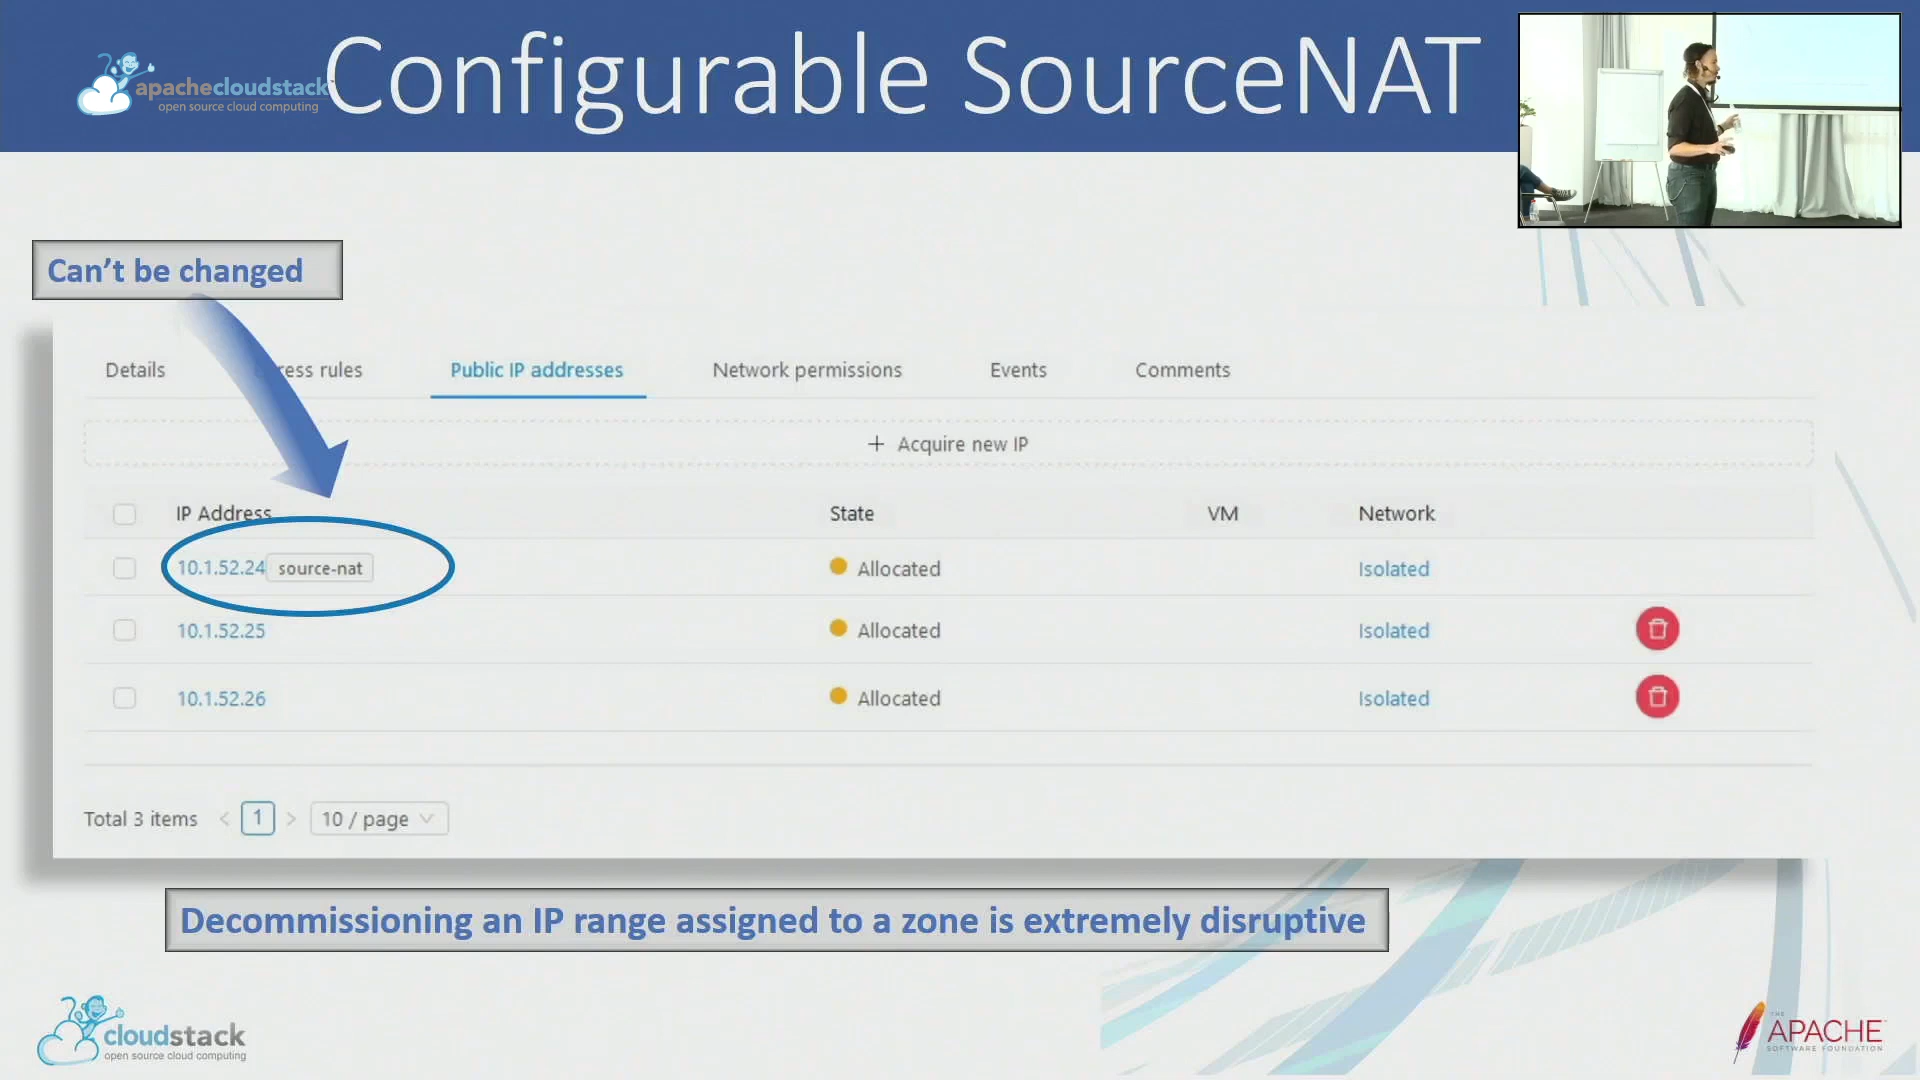 Configurable SourceNAT
apachecloudstack
open source cloud computing
Can't be changed
Details
ress rules
Public IP addresses
Network permissions
Events
Comments
+ Acquire new IP
IP Address
State
VM
Network
10.1.52.24
source-nat
Allocated
Isolated
10.1.52.25
Allocated
Isolated
10.1.52.26
Allocated
Isolated
Total 3 items < 1 > 10 / page
Decommissioning an IP range assigned to a zone is extremely disruptive
cloudstack
open source cloud computing
THE
APACHE
SOFTWARE FOUNDATION